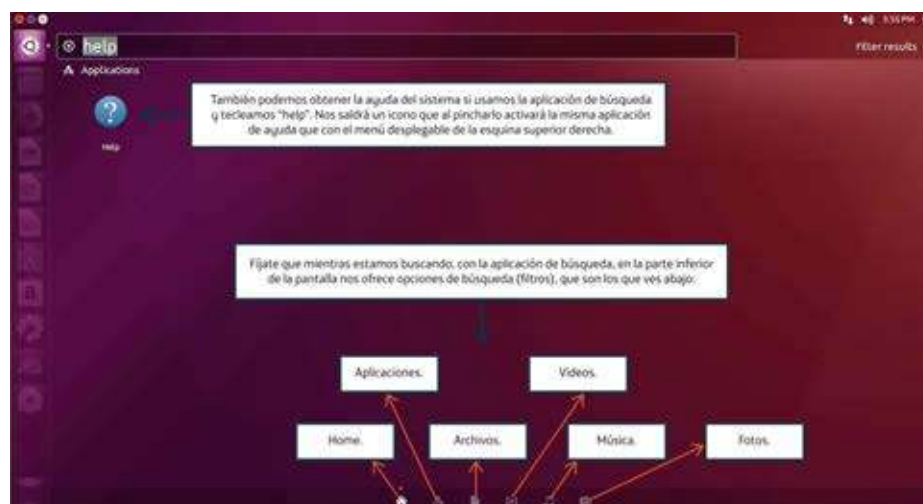 3:36 PM
help
Filter results
Applications
También podemos obtener la ayuda del sistema si usamos la aplicación de búsqueda
y tecleamos "help". Nos saldrá un icono que al pincharlo activará la misma aplicación
de ayuda que con el menú desplegable de la esquina superior derecha.
Help
Fíjate que mientras estamos buscando, con la aplicación de búsqueda, en la parte inferior
de la pantalla nos ofrece opciones de búsqueda (filtros), que son los que ves abajo:
Aplicaciones.
Videos.
Home.
Archivos.
Música.
Fotos.